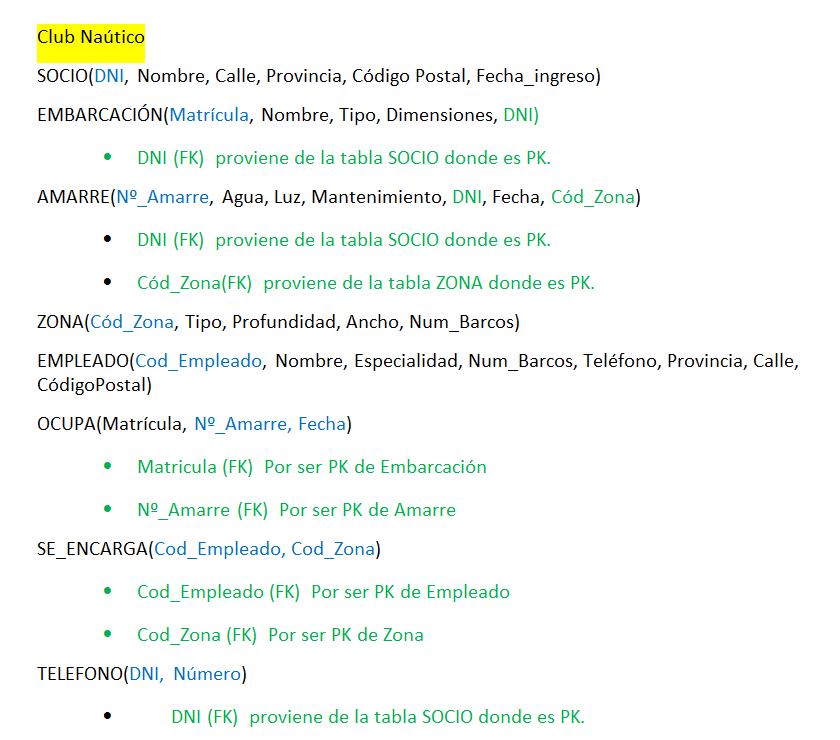 Club Naútico
SOCIO(DNI, Nombre, Calle, Provincia, Código Postal, Fecha_ingreso)
EMBARCACIÓN(Matrícula, Nombre, Tipo, Dimensiones, DNI)
• DNI (FK) proviene de la tabla SOCIO donde es PK.
AMARRE(Nº_Amarre, Agua, Luz, Mantenimiento, DNI, Fecha, Cód_Zona)
• DNI (FK) proviene de la tabla SOCIO donde es PK.
• Cód_Zona(FK) proviene de la tabla ZONA donde es PK.
ZONA(Cód_Zona, Tipo, Profundidad, Ancho, Num_Barcos)
EMPLEADO(Cod_Empleado, Nombre, Especialidad, Num_Barcos, Teléfono, Provincia, Calle,
CódigoPostal)
OCUPA(Matrícula, Nº_Amarre, Fecha)
• Matricula (FK) Por ser PK de Embarcación
• Nº_Amarre (FK) Por ser PK de Amarre
SE_ENCARGA(Cod_Empleado, Cod_Zona)
• Cod_Empleado (FK) Por ser PK de Empleado
• Cod_Zona (FK) Por ser PK de Zona
TELEFONO(DNI, Número)
• DNI (FK) proviene de la tabla SOCIO donde es PK.